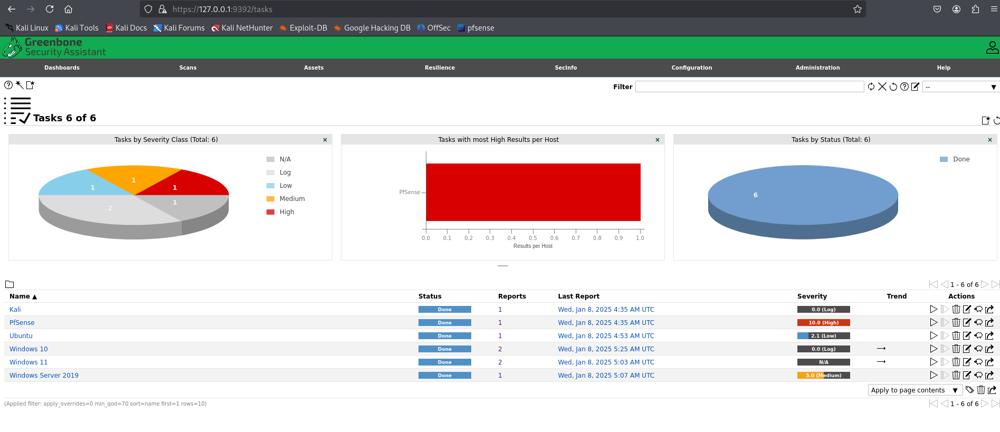 https://127.0.0.1:9392/tasks
Kali Linux Kali Tools Kali Docs Kali Forums Kali NetHunter Exploit-DB Google Hacking DB OffSec pfsense
Greenbone
Security Assistant
Dashboards Scans Assets Resilience SecInfo Configuration Administration Help
Filter --
Tasks 6 of 6
Tasks by Severity Class (Total: 6) ×
N/A
Log
Low
Medium
High
1
1
1
1
2
Tasks with most High Results per Host ×
PfSense
0.0 0.1 0.2 0.3 0.4 0.5 0.6 0.7 0.8 0.9 1.0
Results per Host
Tasks by Status (Total: 6) ×
Done
6
1 - 6 of 6
Name ▲ Status Reports Last Report Severity Trend Actions
Kali Done 1 Wed, Jan 8, 2025 4:35 AM UTC 0.0 (Log)
PfSense Done 1 Wed, Jan 8, 2025 4:35 AM UTC 10.0 (High)
Ubuntu Done 1 Wed, Jan 8, 2025 4:53 AM UTC 2.1 (Low)
Windows 10 Done 2 Wed, Jan 8, 2025 5:25 AM UTC 0.0 (Log) →
Windows 11 Done 2 Wed, Jan 8, 2025 5:03 AM UTC N/A →
Windows Server 2019 Done 1 Wed, Jan 8, 2025 5:07 AM UTC 5.0 (Medium)
Apply to page contents ▼
(Applied filter: apply_overrides=0 min_qod=70 sort=name first=1 rows=10) 1 - 6 of 6